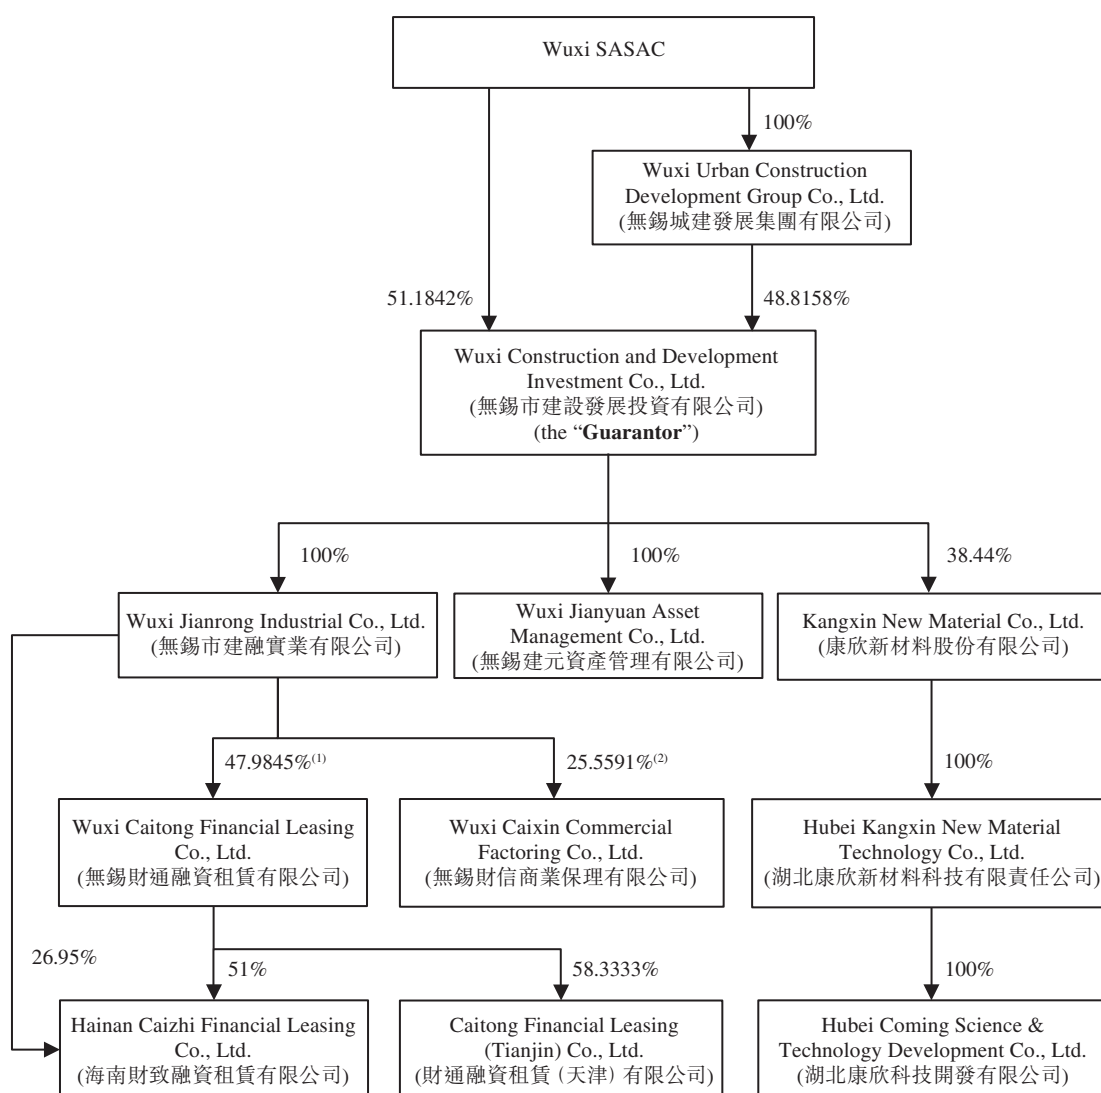 Wuxi SASAC
100%
Wuxi Urban Construction
Development Group Co., Ltd.
(無錫城建發展集團有限公司)
51.1842%
48.8158%
Wuxi Construction and Development
Investment Co., Ltd.
(無錫市建設發展投資有限公司)
(the “Guarantor”)
100%
100%
38.44%
Wuxi Jianrong Industrial Co., Ltd.
(無錫市建融實業有限公司)
Wuxi Jianyuan Asset
Management Co., Ltd.
(無錫建元資產管理有限公司)
Kangxin New Material Co., Ltd.
(康欣新材料股份有限公司)
47.9845%(1)
25.5591%(2)
100%
Wuxi Caitong Financial Leasing
Co., Ltd.
(無錫財通融資租賃有限公司)
Wuxi Caixin Commercial
Factoring Co., Ltd.
(無錫財信商業保理有限公司)
Hubei Kangxin New Material
Technology Co., Ltd.
(湖北康欣新材料科技有限責任公司)
26.95%
51%
58.3333%
100%
Hainan Caizhi Financial Leasing
Co., Ltd.
(海南財致融資租賃有限公司)
Caitong Financial Leasing
(Tianjin) Co., Ltd.
(財通融資租賃（天津）有限公司)
Hubei Coming Science &
Technology Development Co., Ltd.
(湖北康欣科技開發有限公司)